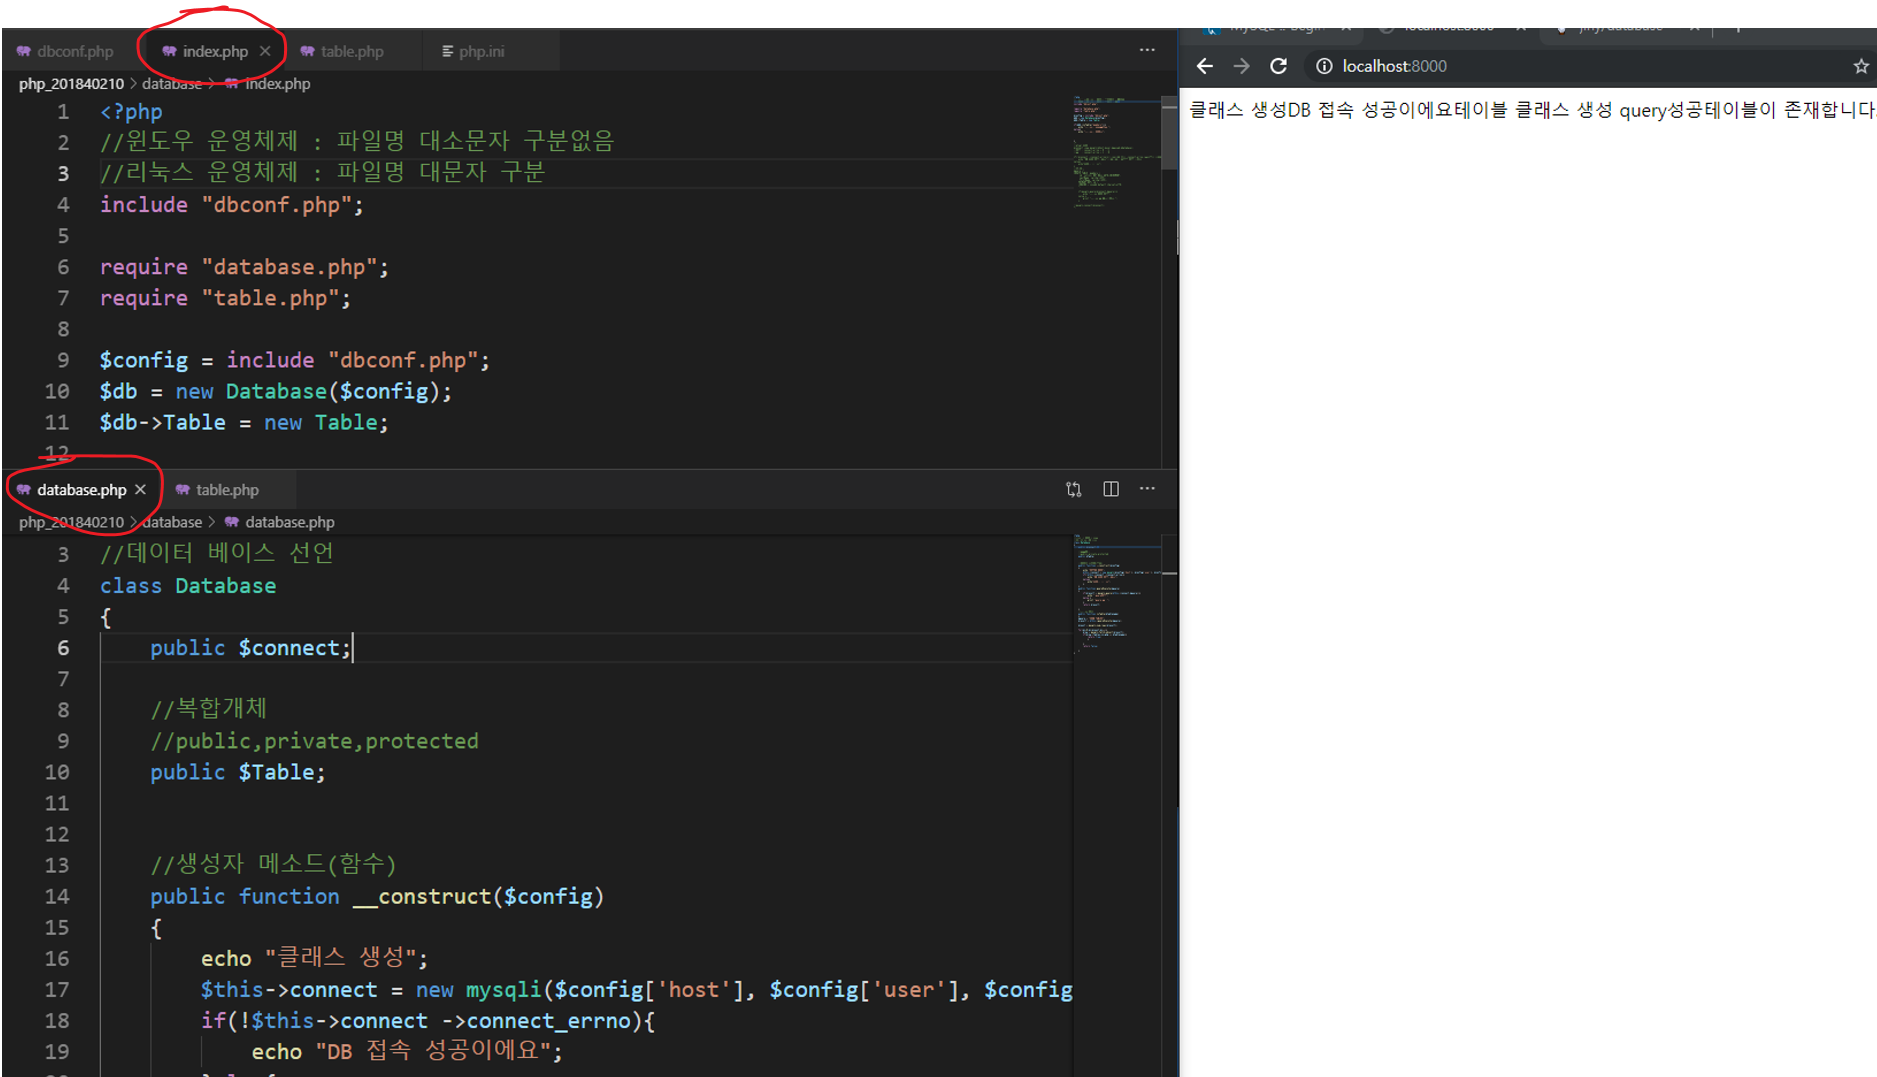 dbconf.php index.php table.php php.ini
php_201840210 > database > index.php
1 <?php
2 //윈도우 운영체제 : 파일명 대소문자 구분없음
3 //리눅스 운영체제 : 파일명 대문자 구분
4 include "dbconf.php";
5
6 require "database.php";
7 require "table.php";
8
9 $config = include "dbconf.php";
10 $db = new Database($config);
11 $db->Table = new Table;
12
database.php table.php
php_201840210 > database > database.php
3 //데이터 베이스 선언
4 class Database
5 {
6 public $connect;
7
8 //복합개체
9 //public,private,protected
10 public $Table;
11
12
13 //생성자 메소드(함수)
14 public function __construct($config)
15 {
16 echo "클래스 생성";
17 $this->connect = new mysqli($config['host'], $config['user'], $config
18 if(!$this->connect ->connect_errno){
19 echo "DB 접속 성공이에요";
localhost:8000
클래스 생성DB 접속 성공이에요테이블 클래스 생성 query성공테이블이 존재합니다.